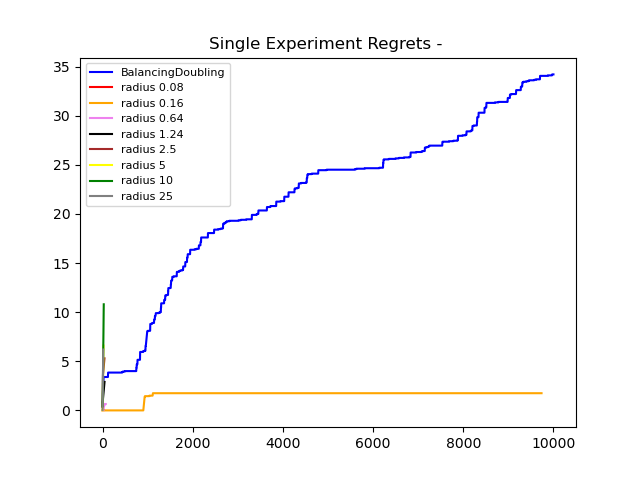 Single Experiment Regrets -
35
30
25
20
15
10
5
0
BalancingDoubling
radius 0.08
radius 0.16
radius 0.64
radius 1.24
radius 2.5
radius 5
radius 10
radius 25
0 2000 4000 6000 8000 10000